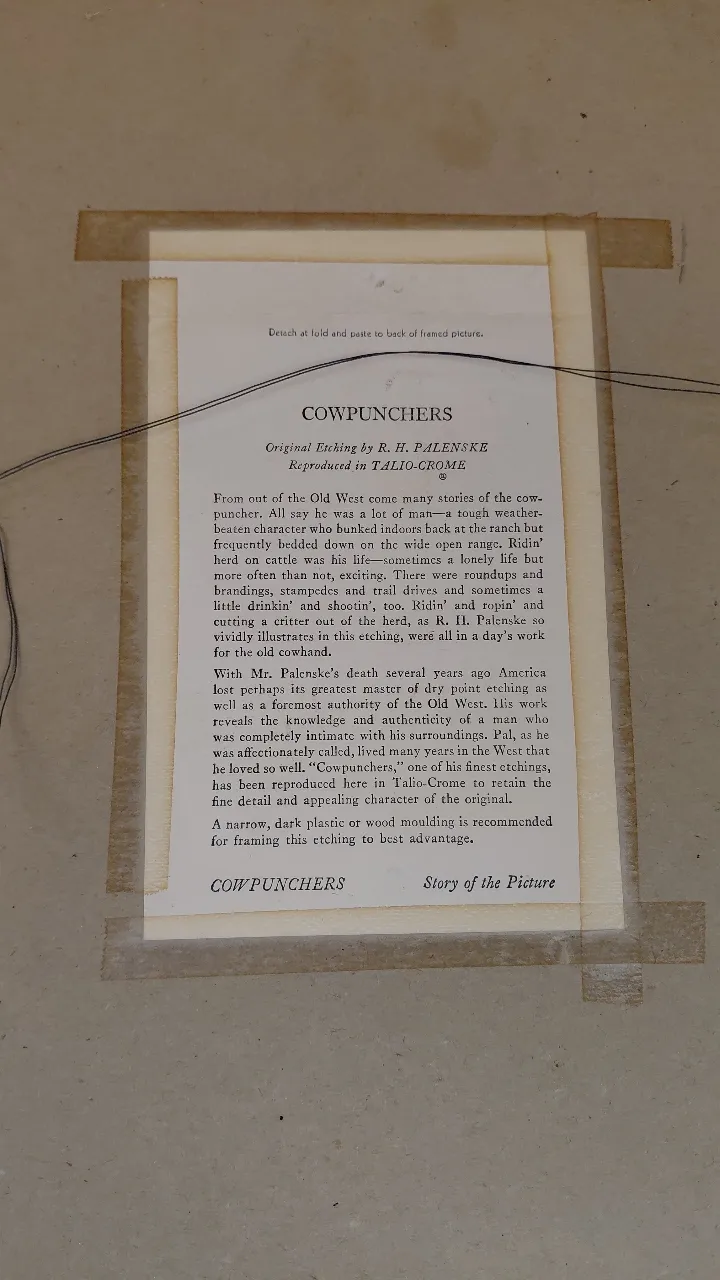 Detach at fold and paste to back of framed picture.
COWPUNCHERS
Original Etching by R. H. PALENSKE
Reproduced in TALIO-CROME
®
From out of the Old West come many stories of the cow-
puncher. All say he was a lot of man—a tough weather-
beaten character who bunked indoors back at the ranch but
frequently bedded down on the wide open range. Ridin’
herd on cattle was his life—sometimes a lonely life but
more often than not, exciting. There were roundups and
brandings, stampedes and trail drives and sometimes a
little drinkin’ and shootin’, too. Ridin’ and ropin’ and
cutting a critter out of the herd, as R. H. Palenske so
vividly illustrates in this etching, were all in a day’s work
for the old cowhand.
With Mr. Palenske’s death several years ago America
lost perhaps its greatest master of dry point etching as
well as a foremost authority of the Old West. His work
reveals the knowledge and authenticity of a man who
was completely intimate with his surroundings. Pal, as he
was affectionately called, lived many years in the West that
he loved so well. “Cowpunchers,” one of his finest etchings,
has been reproduced here in Talio-Crome to retain the
fine detail and appealing character of the original.
A narrow, dark plastic or wood moulding is recommended
for framing this etching to best advantage.
COWPUNCHERS Story of the Picture